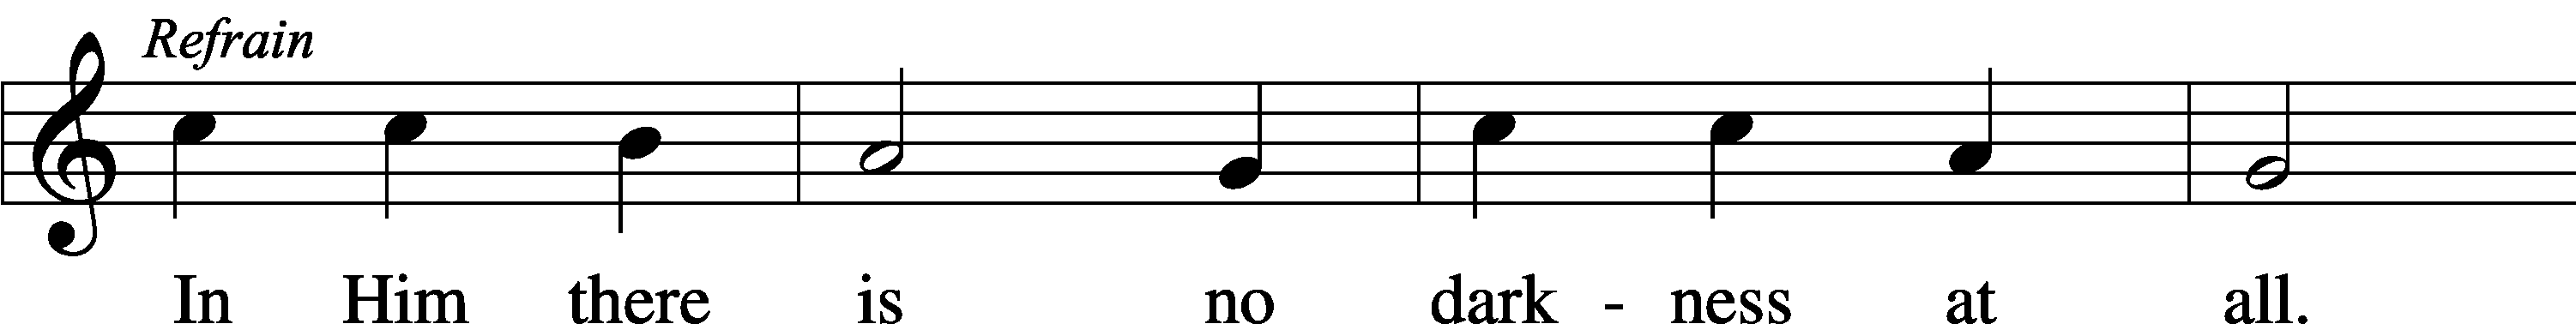 Refrain
In Him there is no dark - ness at all.